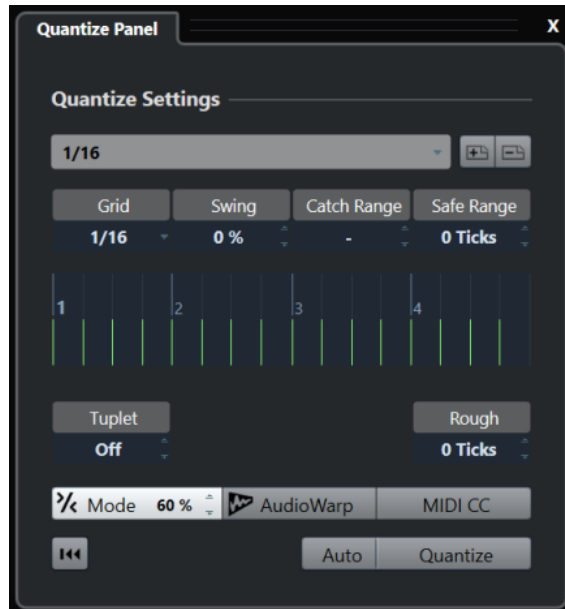 Quantize Panel X
Quantize Settings
1/16
Grid Swing Catch Range Safe Range
1/16 0 % - 0 Ticks
1 2 3 4
Tuplet Rough
Off 0 Ticks
Mode 60 % AudioWarp MIDI CC
Auto Quantize